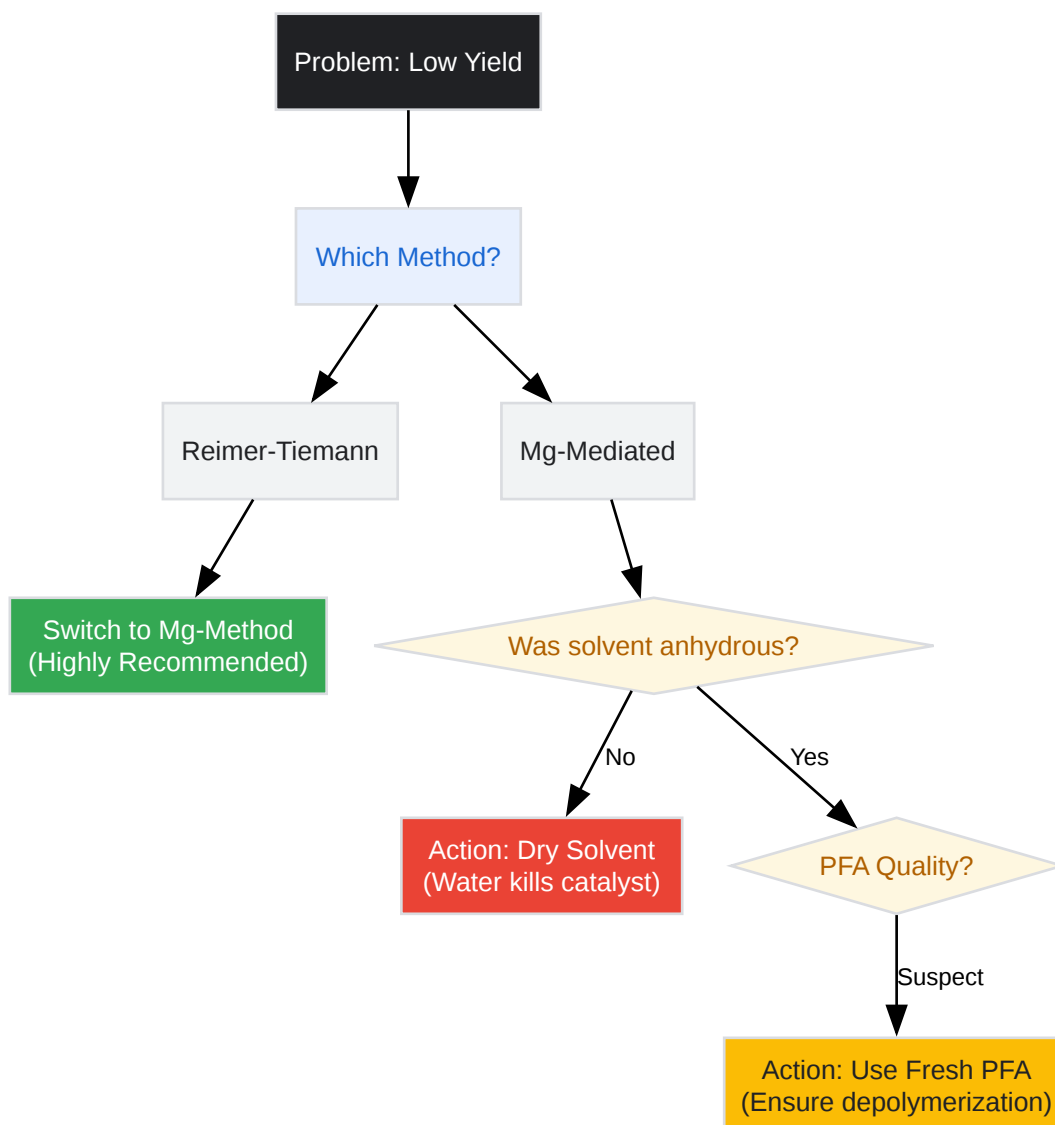 Problem: Low Yield
Which Method?
Reimer-Tiemann
Mg-Mediated
Switch to Mg-Method
(Highly Recommended)
Was solvent anhydrous?
No
Yes
Action: Dry Solvent
(Water kills catalyst)
PFA Quality?
Suspect
Action: Use Fresh PFA
(Ensure depolymerization)